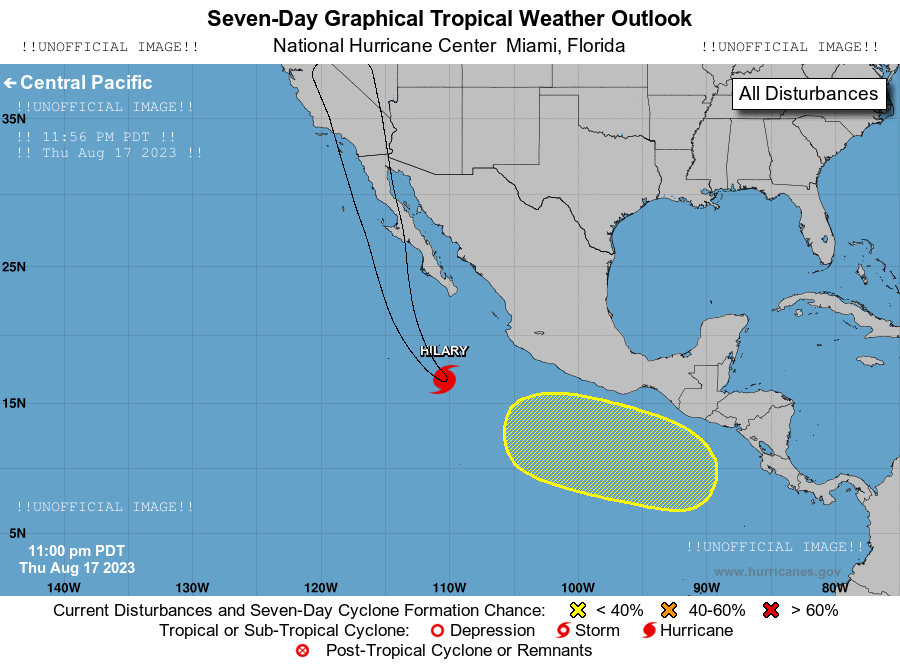 Seven-Day Graphical Tropical Weather Outlook
!!UNOFFICIAL IMAGE!!
National Hurricane Center Miami, Florida
!!UNOFFICIAL IMAGE!!
← Central Pacific
All Disturbances
!!UNOFFICIAL IMAGE!!
35N
!! 11:56 PM PDT !!
!! Thu Aug 17 2023 !!
25N
HILARY
15N
!!UNOFFICIAL IMAGE!!
5N
!!UNOFFICIAL IMAGE!!
11:00 pm PDT
Thu Aug 17 2023
www.hurricanes.gov
140W 130W 120W 110W 100W 90W 80W
Current Disturbances and Seven-Day Cyclone Formation Chance: < 40% 40-60% > 60%
Tropical or Sub-Tropical Cyclone: Depression Storm Hurricane
Post-Tropical Cyclone or Remnants